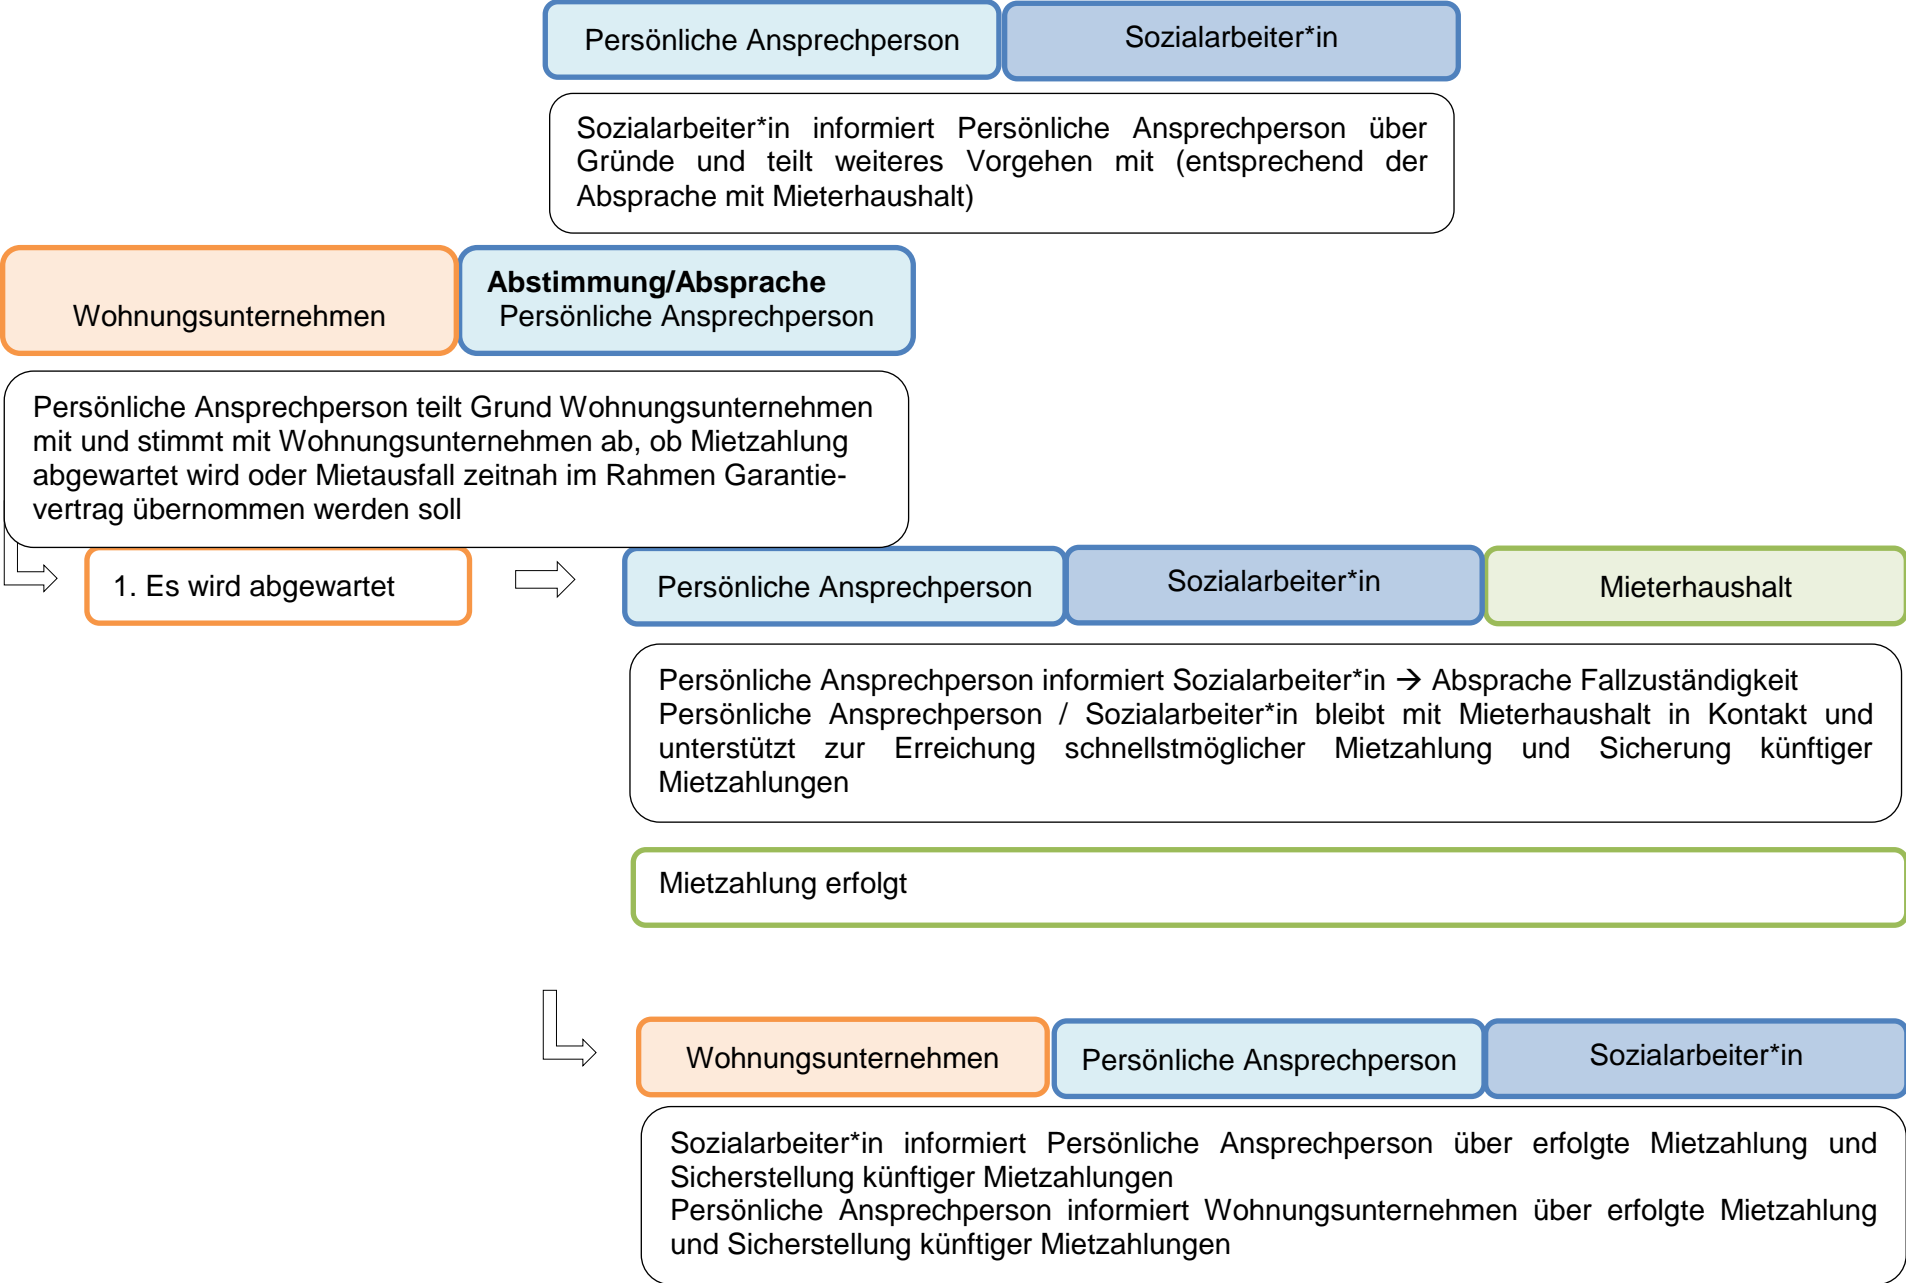 Persönliche Ansprechperson
Sozialarbeiter*in
Sozialarbeiter*in informiert Persönliche Ansprechperson über
Gründe und teilt weiteres Vorgehen mit (entsprechend der
Absprache mit Mieterhaushalt)
Wohnungsunternehmen
Abstimmung/Absprache
Persönliche Ansprechperson
Persönliche Ansprechperson teilt Grund Wohnungsunternehmen
mit und stimmt mit Wohnungsunternehmen ab, ob Mietzahlung
abgewartet wird oder Mietausfall zeitnah im Rahmen Garantie-
vertrag übernommen werden soll
1. Es wird abgewartet
Persönliche Ansprechperson
Sozialarbeiter*in
Mieterhaushalt
Persönliche Ansprechperson informiert Sozialarbeiter*in → Absprache Fallzuständigkeit
Persönliche Ansprechperson / Sozialarbeiter*in bleibt mit Mieterhaushalt in Kontakt und
unterstützt zur Erreichung schnellstmöglicher Mietzahlung und Sicherung künftiger
Mietzahlungen
Mietzahlung erfolgt
Wohnungsunternehmen
Persönliche Ansprechperson
Sozialarbeiter*in
Sozialarbeiter*in informiert Persönliche Ansprechperson über erfolgte Mietzahlung und
Sicherstellung künftiger Mietzahlungen
Persönliche Ansprechperson informiert Wohnungsunternehmen über erfolgte Mietzahlung
und Sicherstellung künftiger Mietzahlungen